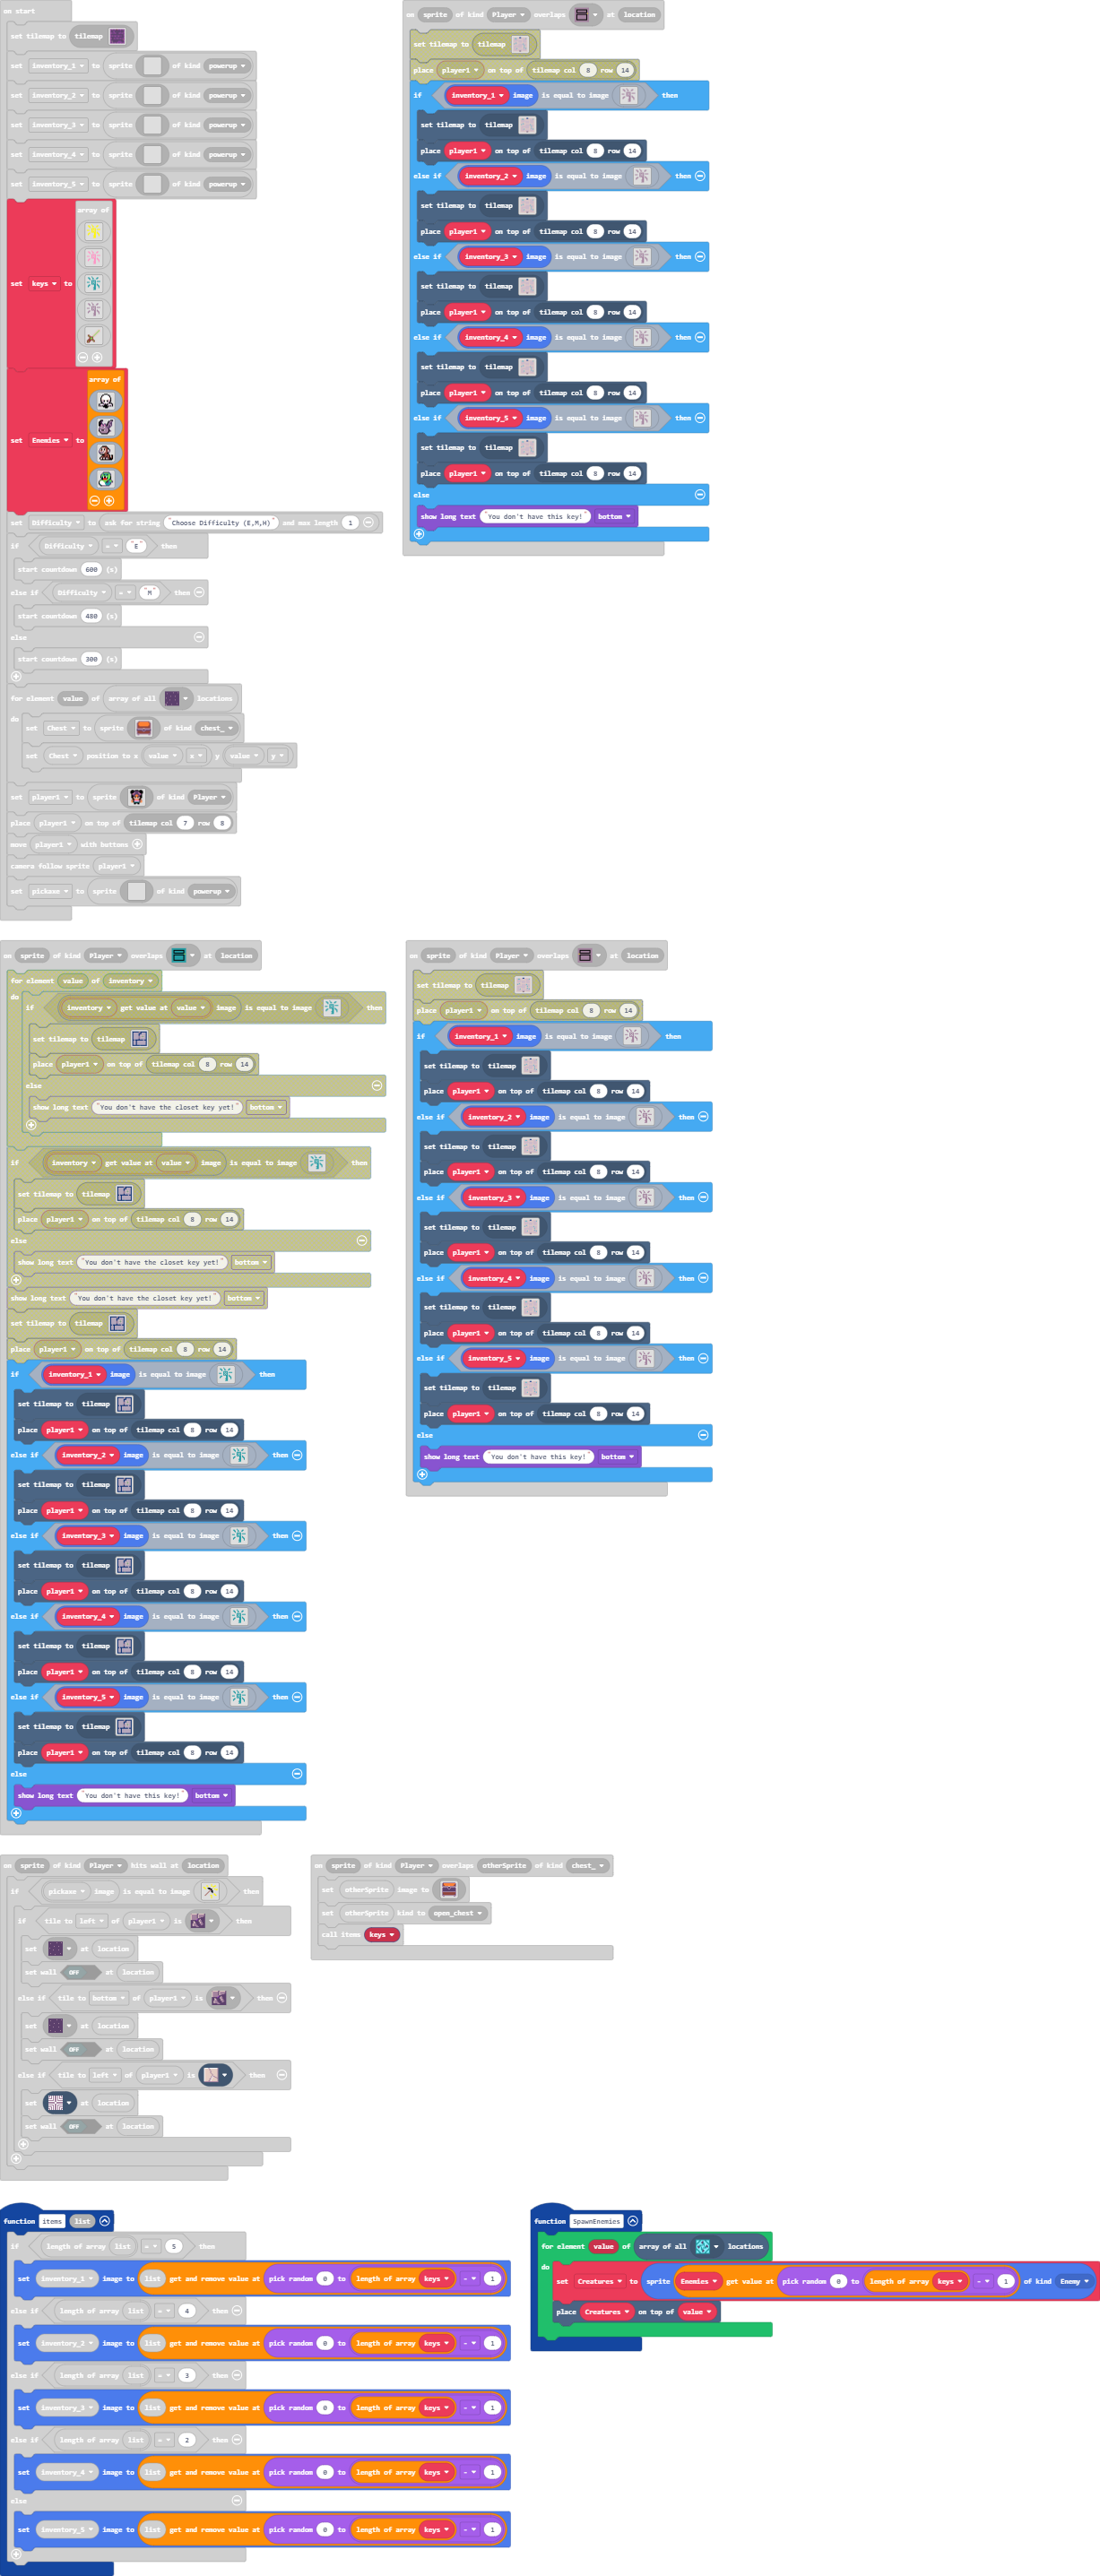 on start
set tilemap to tilemap
set inventory_1 to sprite of kind powerup
set inventory_2 to sprite of kind powerup
set inventory_3 to sprite of kind powerup
set inventory_4 to sprite of kind powerup
set inventory_5 to sprite of kind powerup
set keys to array of
set Enemies to array of
set Difficulty to ask for string "Choose Difficulty (E,M,H)" and max length 1
if Difficulty = "E" then
start countdown 600 (s)
else if Difficulty = "M" then
start countdown 480 (s)
else
start countdown 300 (s)
for element value of array of all locations
do
set Chest to sprite of kind chest_
set Chest position to x value x y value y
set player1 to sprite of kind Player
place player1 on top of tilemap col 7 row 8
move player1 with buttons
camera follow sprite player1
set pickaxe to sprite of kind powerup
on sprite of kind Player overlaps at location
set tilemap to tilemap
place player1 on top of tilemap col 8 row 14
if inventory_1 image is equal to image then
set tilemap to tilemap
place player1 on top of tilemap col 8 row 14
else if inventory_2 image is equal to image then
set tilemap to tilemap
place player1 on top of tilemap col 8 row 14
else if inventory_3 image is equal to image then
set tilemap to tilemap
place player1 on top of tilemap col 8 row 14
else if inventory_4 image is equal to image then
set tilemap to tilemap
place player1 on top of tilemap col 8 row 14
else if inventory_5 image is equal to image then
set tilemap to tilemap
place player1 on top of tilemap col 8 row 14
else
show long text "You don't have this key!" bottom
on sprite of kind Player overlaps at location
for element value of inventory
do
if inventory get value at value image is equal to image then
set tilemap to tilemap
place player1 on top of tilemap col 8 row 14
else
show long text "You don't have the closet key yet!" bottom
if inventory get value at value image is equal to image then
set tilemap to tilemap
place player1 on top of tilemap col 8 row 14
else
show long text "You don't have the closet key yet!" bottom
show long text "You don't have the closet key yet!" bottom
set tilemap to tilemap
place player1 on top of tilemap col 8 row 14
if inventory_1 image is equal to image then
set tilemap to tilemap
place player1 on top of tilemap col 8 row 14
else if inventory_2 image is equal to image then
set tilemap to tilemap
place player1 on top of tilemap col 8 row 14
else if inventory_3 image is equal to image then
set tilemap to tilemap
place player1 on top of tilemap col 8 row 14
else if inventory_4 image is equal to image then
set tilemap to tilemap
place player1 on top of tilemap col 8 row 14
else if inventory_5 image is equal to image then
set tilemap to tilemap
place player1 on top of tilemap col 8 row 14
else
show long text "You don't have this key!" bottom
on sprite of kind Player overlaps at location
set tilemap to tilemap
place player1 on top of tilemap col 8 row 14
if inventory_1 image is equal to image then
set tilemap to tilemap
place player1 on top of tilemap col 8 row 14
else if inventory_2 image is equal to image then
set tilemap to tilemap
place player1 on top of tilemap col 8 row 14
else if inventory_3 image is equal to image then
set tilemap to tilemap
place player1 on top of tilemap col 8 row 14
else if inventory_4 image is equal to image then
set tilemap to tilemap
place player1 on top of tilemap col 8 row 14
else if inventory_5 image is equal to image then
set tilemap to tilemap
place player1 on top of tilemap col 8 row 14
else
show long text "You don't have this key!" bottom
on sprite of kind Player hits wall at location
if pickaxe image is equal to image then
if tile to left of player1 is then
set at location
set wall OFF at location
else if tile to bottom of player1 is then
set at location
set wall OFF at location
else if tile to left of player1 is then
set at location
set wall OFF at location
on sprite of kind Player overlaps otherSprite of kind chest_
set otherSprite image to
set otherSprite kind to open_chest
call items keys
function items list
if length of array list = 5 then
set inventory_1 image to list get and remove value at pick random 0 to length of array keys - 1
else if length of array list = 4 then
set inventory_2 image to list get and remove value at pick random 0 to length of array keys - 1
else if length of array list = 3 then
set inventory_3 image to list get and remove value at pick random 0 to length of array keys - 1
else if length of array list = 2 then
set inventory_4 image to list get and remove value at pick random 0 to length of array keys - 1
else
set inventory_5 image to list get and remove value at pick random 0 to length of array keys - 1
function SpawnEnemies
for element value of array of all locations
do
set Creatures to sprite Enemies get value at pick random 0 to length of array keys - 1 of kind Enemy
place Creatures on top of value